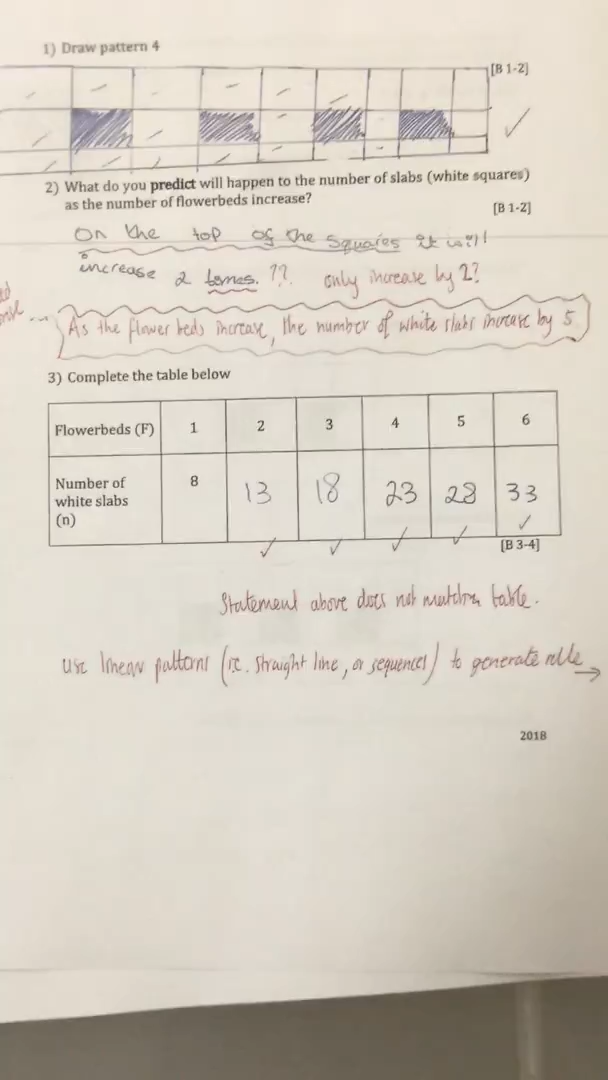 1) Draw pattern 4
[B 1-2]
2) What do you predict will happen to the number of slabs (white squares)
as the number of flowerbeds increase?
[B 1-2]
On the top of the squares it will
increase 2 tomes. ?? only increase by 2?
As the flower beds increase, the number of white slabs increase by 5
3) Complete the table below
Flowerbeds (F) 1 2 3 4 5 6
Number of white slabs (n) 8 13 18 23 28 33
[B 3-4]
Statement above does not match table.
Use linear patterns (i.e. straight line, or sequences) to generate rule →
2018